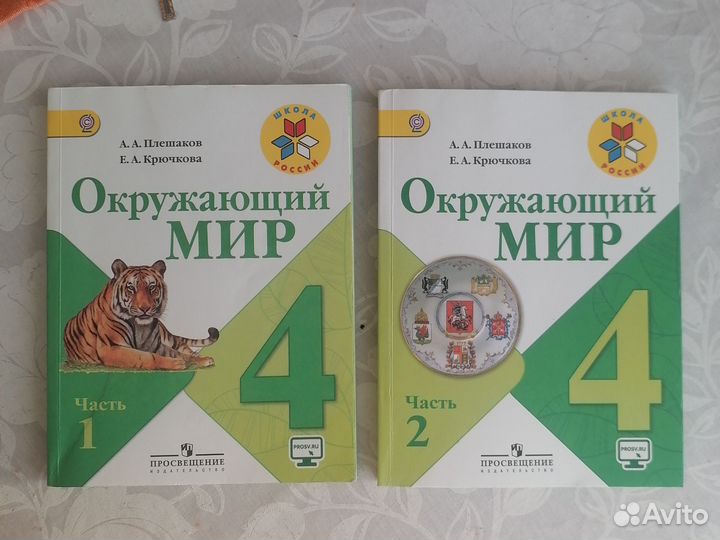 А. А. Плешаков
Е. А. Крючкова
ШКОЛА
РОССИИ
Окружающий
МИР
4
Часть
1
ПРОСВЕЩЕНИЕ
ИЗДАТЕЛЬСТВО
PROSV.RU
А. А. Плешаков
Е. А. Крючкова
ШКОЛА
РОССИИ
Окружающий
МИР
4
Часть
2
ПРОСВЕЩЕНИЕ
ИЗДАТЕЛЬСТВО
PROSV.RU
Avito